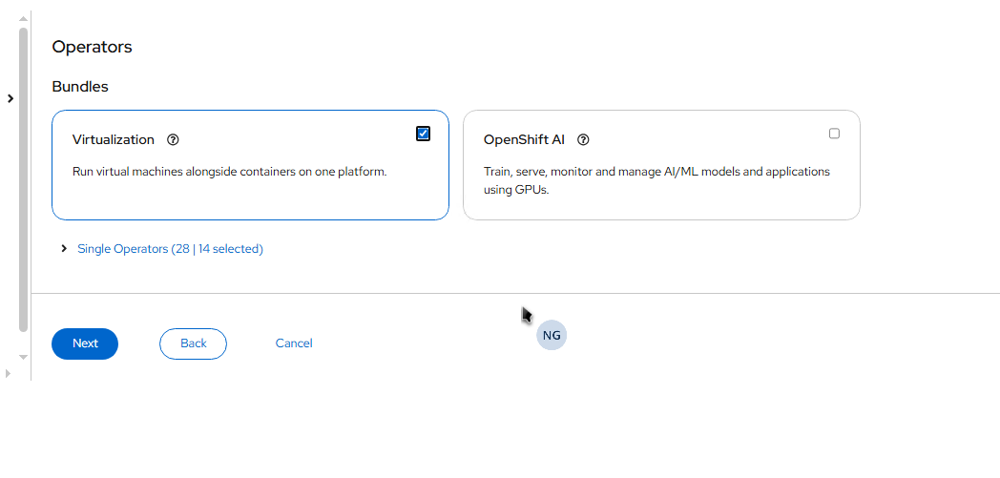 Operators
Bundles
Virtualization
Run virtual machines alongside containers on one platform.
OpenShift AI
Train, serve, monitor and manage AI/ML models and applications
using GPUs.
Single Operators (28 | 14 selected)
Next
Back
Cancel
NG